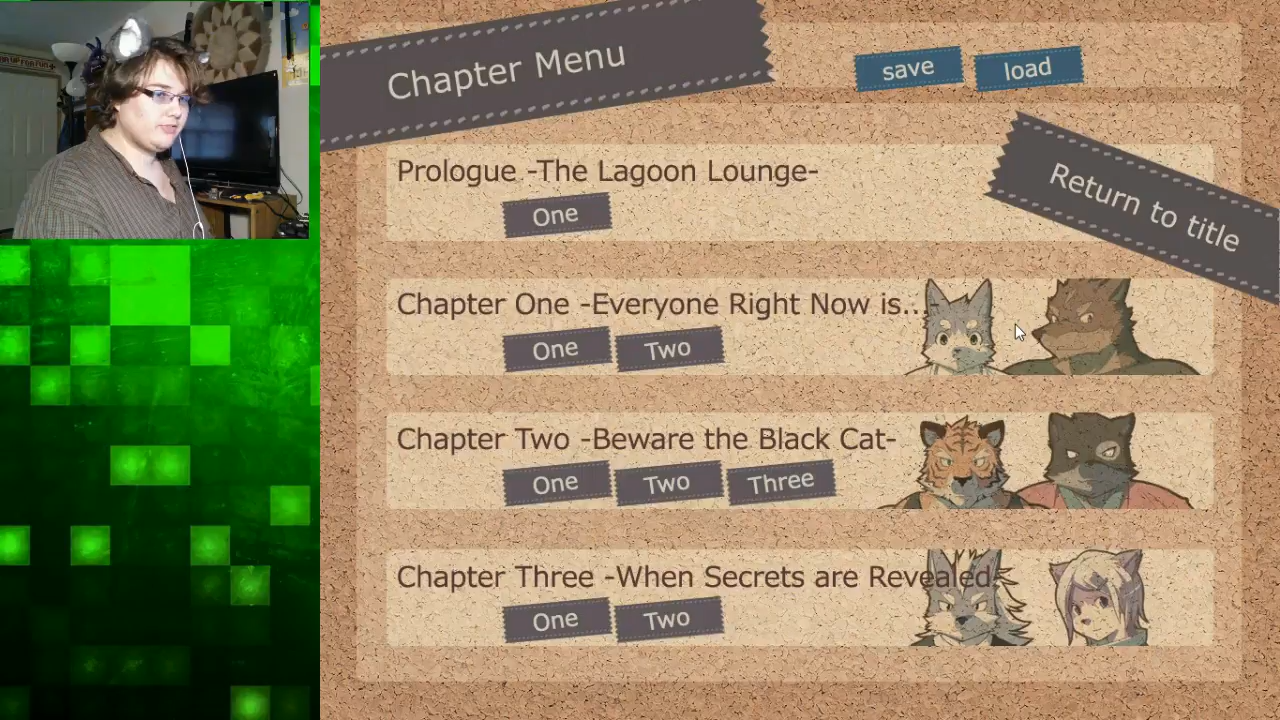 Chapter Menu
save
load
Return to title
Prologue -The Lagoon Lounge-
One
Chapter One -Everyone Right Now is...-
One
Two
Chapter Two -Beware the Black Cat-
One
Two
Three
Chapter Three -When Secrets are Revealed-
One
Two